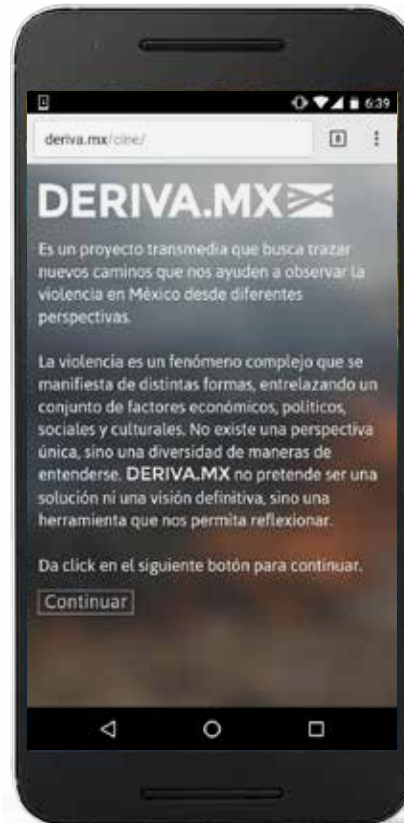 6:39
deriva.mx/cine/
DERIVA.MX
Es un proyecto transmedia que busca trazar
nuevos caminos que nos ayuden a observar la
violencia en México desde diferentes
perspectivas.
La violencia es un fenómeno complejo que se
manifiesta de distintas formas, entrelazando un
conjunto de factores económicos, políticos,
sociales y culturales. No existe una perspectiva
única, sino una diversidad de maneras de
entenderse. DERIVA.MX no pretende ser una
solución ni una visión definitiva, sino una
herramienta que nos permita reflexionar.
Da click en el siguiente botón para continuar.
Continuar